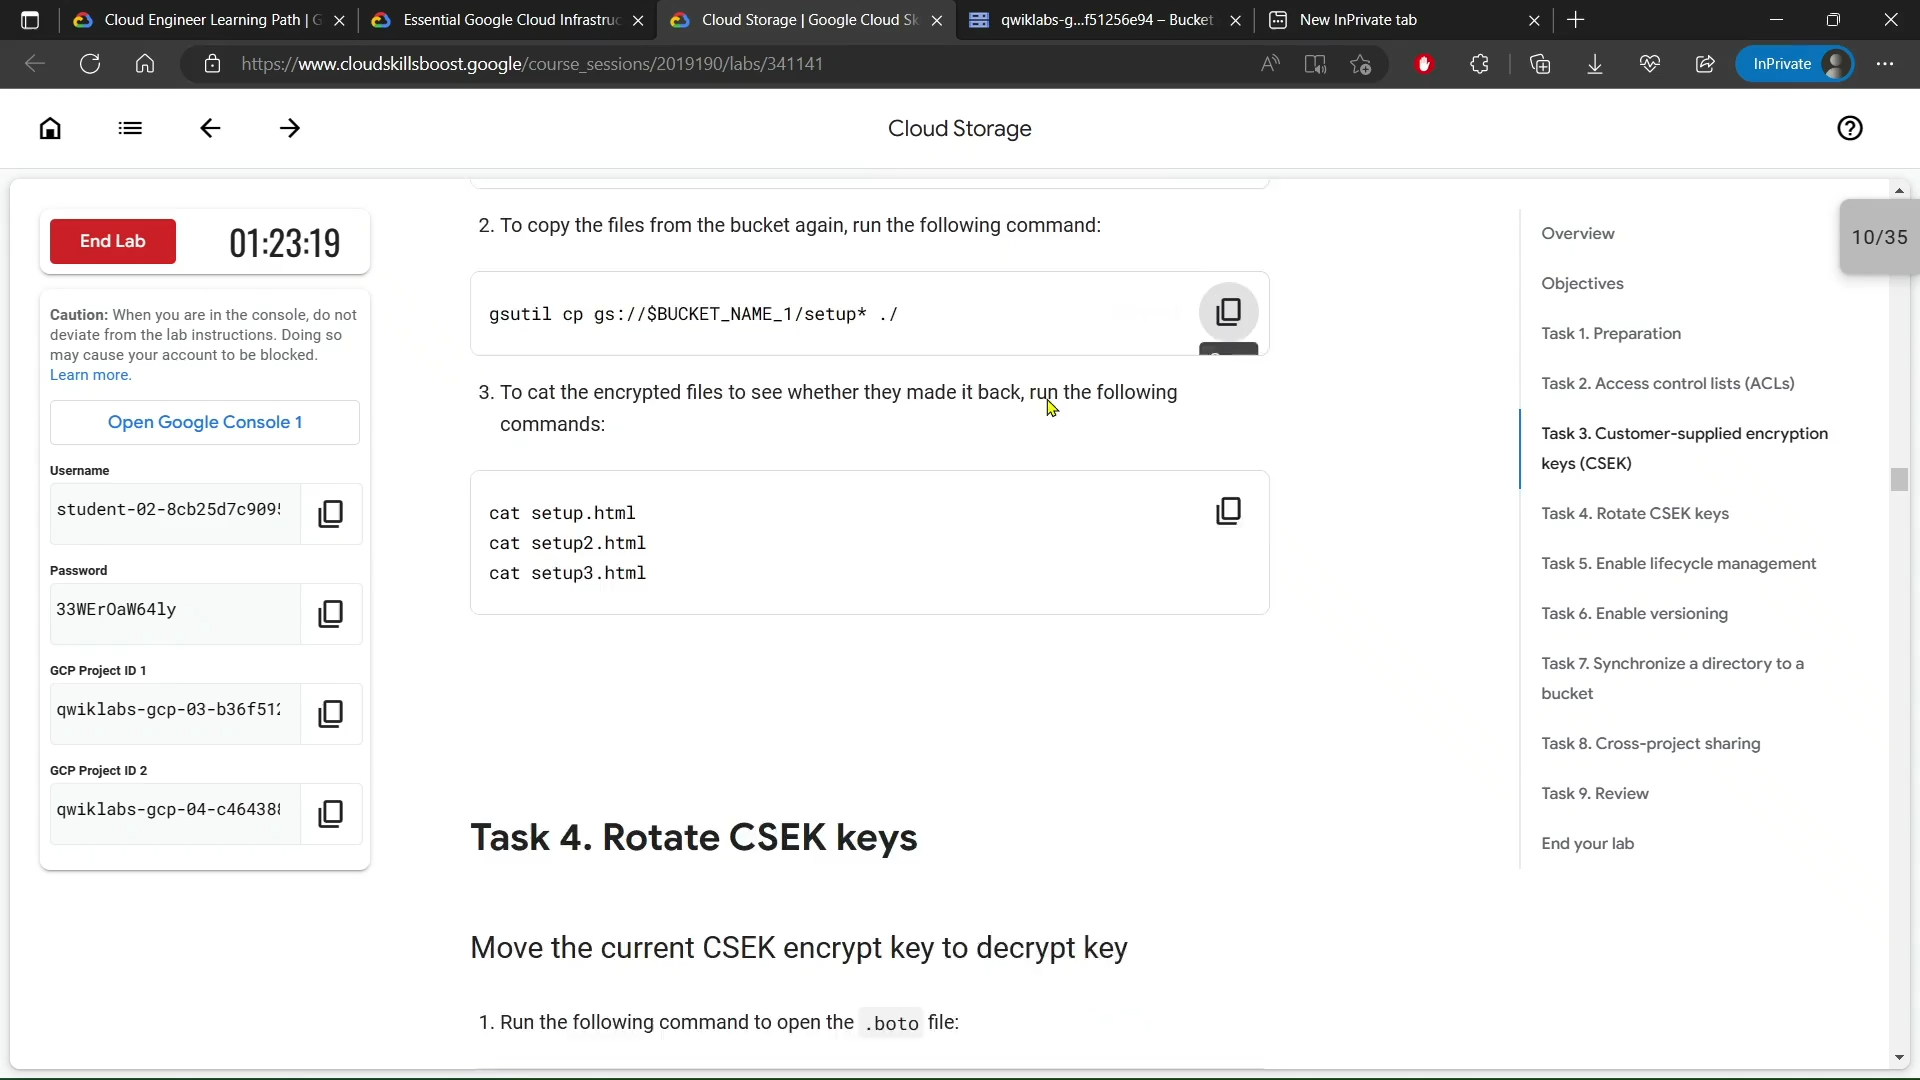 Cloud Engineer Learning Path | G
Essential Google Cloud Infrastruc
Cloud Storage | Google Cloud Sk
qwiklabs-g...f51256e94 – Bucket
New InPrivate tab
https://www.cloudskillsboost.google/course_sessions/2019190/labs/341141
InPrivate
Cloud Storage
End Lab
01:23:19
Caution: When you are in the console, do not
deviate from the lab instructions. Doing so
may cause your account to be blocked.
Learn more.
Open Google Console 1
Username
student-02-8cb25d7c909
Password
33WErOaW64ly
GCP Project ID 1
qwiklabs-gcp-03-b36f51
GCP Project ID 2
qwiklabs-gcp-04-c46438
2. To copy the files from the bucket again, run the following command:
gsutil cp gs://$BUCKET_NAME_1/setup* ./
3. To cat the encrypted files to see whether they made it back, run the following
commands:
cat setup.html
cat setup2.html
cat setup3.html
Task 4. Rotate CSEK keys
Move the current CSEK encrypt key to decrypt key
1. Run the following command to open the .boto file:
Overview
Objectives
Task 1. Preparation
Task 2. Access control lists (ACLs)
Task 3. Customer-supplied encryption
keys (CSEK)
Task 4. Rotate CSEK keys
Task 5. Enable lifecycle management
Task 6. Enable versioning
Task 7. Synchronize a directory to a
bucket
Task 8. Cross-project sharing
Task 9. Review
End your lab
10/35